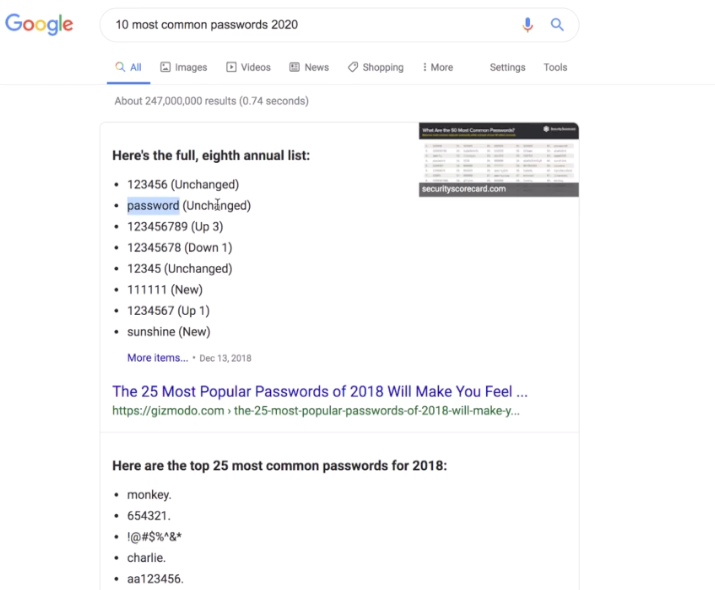 Google
10 most common passwords 2020
All Images Videos News Shopping More Settings Tools
About 247,000,000 results (0.74 seconds)
What Are the 50 Most Common Passwords?
SecurityScorecard
securityscorecard.com
Here's the full, eighth annual list:
• 123456 (Unchanged)
• password (Unchanged)
• 123456789 (Up 3)
• 12345678 (Down 1)
• 12345 (Unchanged)
• 111111 (New)
• 1234567 (Up 1)
• sunshine (New)
More items... • Dec 13, 2018
The 25 Most Popular Passwords of 2018 Will Make You Feel ...
https://gizmodo.com › the-25-most-popular-passwords-of-2018-will-make-y...
Here are the top 25 most common passwords for 2018:
• monkey.
• 654321.
• !@#$%^&*
• charlie.
• aa123456.